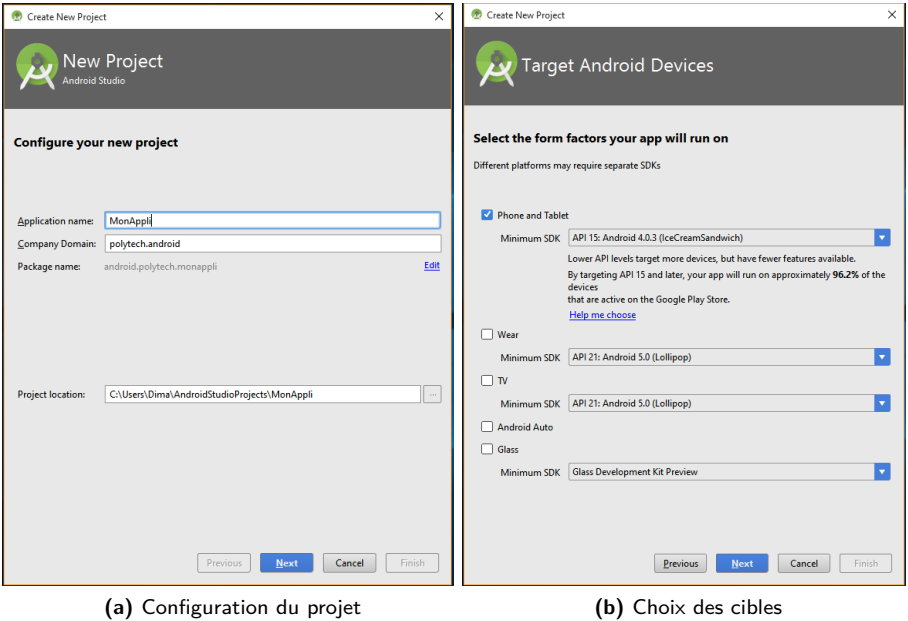 Create New Project
New Project
Android Studio
Configure your new project
Application name: MonAppli
Company Domain: polytech.android
Package name: android.polytech.monappli Edit
Project location: C:\Users\Dima\AndroidStudioProjects\MonAppli ...
Previous Next Cancel Finish
(a) Configuration du projet
Create New Project
Target Android Devices
Select the form factors your app will run on
Different platforms may require separate SDKs
Phone and Tablet
Minimum SDK API 15: Android 4.0.3 (IceCreamSandwich)
Lower API levels target more devices, but have fewer features available.
By targeting API 15 and later, your app will run on approximately 96.2% of the
devices
that are active on the Google Play Store.
Help me choose
Wear
Minimum SDK API 21: Android 5.0 (Lollipop)
TV
Minimum SDK API 21: Android 5.0 (Lollipop)
Android Auto
Glass
Minimum SDK Glass Development Kit Preview
Previous Next Cancel Finish
(b) Choix des cibles